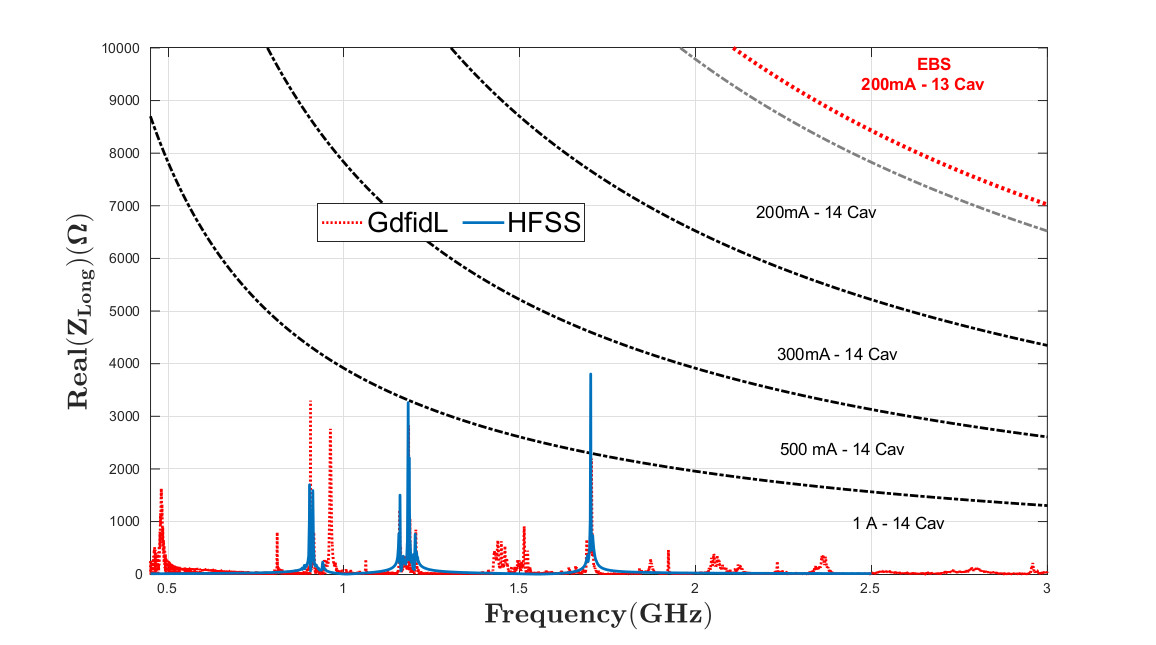 10000
9000
8000
7000
6000
5000
4000
3000
2000
1000
0
Real(Z_Long)(Ω)
EBS
200mA - 13 Cav
200mA - 14 Cav
GdfidL HFSS
300mA - 14 Cav
500 mA - 14 Cav
1 A - 14 Cav
0.5 1 1.5 2 2.5 3
Frequency(GHz)